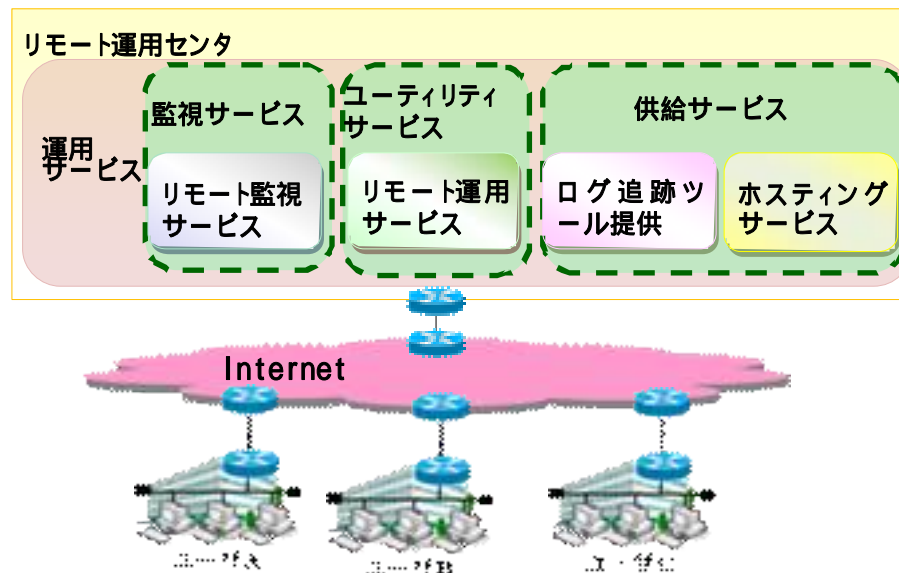 リモート運用センタ
運用
サービス
監視サービス
リモート監視
サービス
ユーティリティ
サービス
リモート運用
サービス
供給サービス
ログ追跡ツ
ール提供
ホスティング
サービス
Internet